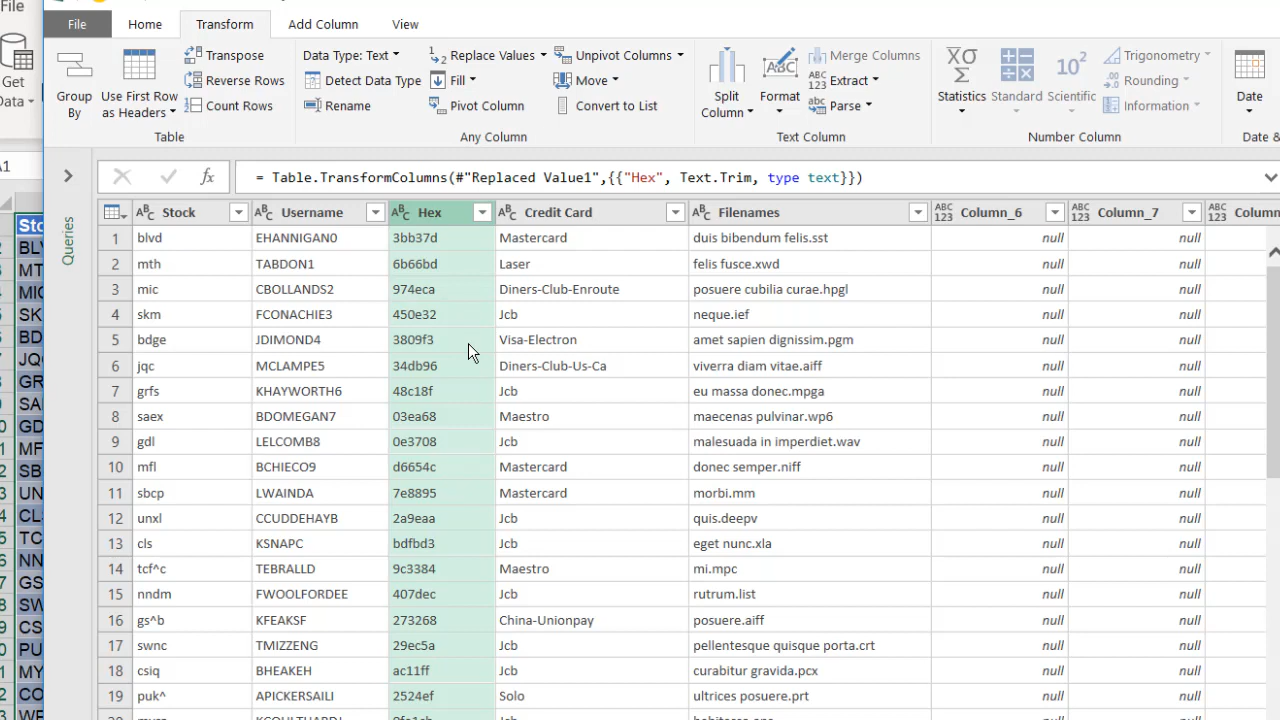 File
File Home Transform Add Column View
Get
Data
Group
By
Use First Row
as Headers
Transpose
Reverse Rows
Count Rows
Table
Data Type: Text
Detect Data Type
Rename
Replace Values
Fill
Pivot Column
Unpivot Columns
Move
Convert to List
Any Column
Split
Column
Format
Merge Columns
Extract
Parse
Text Column
Statistics
Standard
Scientific
Trigonometry
Rounding
Information
Number Column
Date
Date &
= Table.TransformColumns(#"Replaced Value1",{{"Hex", Text.Trim, type text}})
Queries
Stock Username Hex Credit Card Filenames Column_6 Column_7
1 blvd EHANNIGAN0 3bb37d Mastercard duis bibendum felis.sst null null
2 mth TABDON1 6b66bd Laser felis fusce.xwd null null
3 mic CBOLLANDS2 974eca Diners-Club-Enroute posuere cubilia curae.hpgl null null
4 skm FCONACHIE3 450e32 Jcb neque.ief null null
5 bdge JDIMOND4 3809f3 Visa-Electron amet sapien dignissim.pgm null null
6 jqc MCLAMPE5 34db96 Diners-Club-Us-Ca viverra diam vitae.aiff null null
7 grfs KHAYWORTH6 48c18f Jcb eu massa donec.mpga null null
8 saex BDOMEGAN7 03ea68 Maestro maecenas pulvinar.wp6 null null
9 gdl LELCOMB8 0e3708 Jcb malesuada in imperdiet.wav null null
10 mfl BCHIECO9 d6654c Mastercard donec semper.niff null null
11 sbcp LWAINDA 7e8895 Mastercard morbi.mm null null
12 unxl CCUDDEHAYB 2a9eaa Jcb quis.deepv null null
13 cls KSNAPC bdfbd3 Jcb eget nunc.xla null null
14 tcf^c TEBRALLD 9c3384 Maestro mi.mpc null null
15 nndm FWOOLFORDEE 407dec Jcb rutrum.list null null
16 gs^b KFEAKSF 273268 China-Unionpay posuere.aiff null null
17 swnc TMIZZENG 29ec5a Jcb pellentesque quisque porta.crt null null
18 csiq BHEAKEH ac11ff Jcb curabitur gravida.pcx null null
19 puk^ APICKERSAILI 2524ef Solo ultrices posuere.prt null null